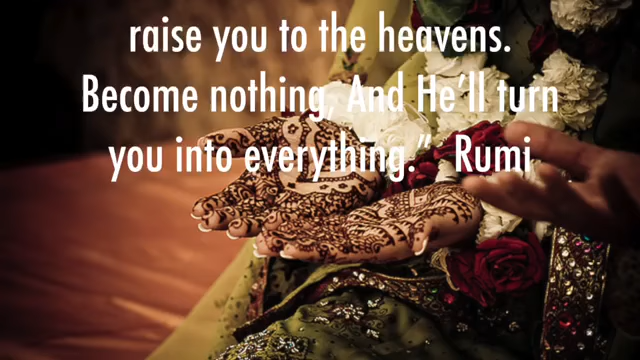 raise you to the heavens.
Become nothing, And He'll turn
you into everything.” Rumi